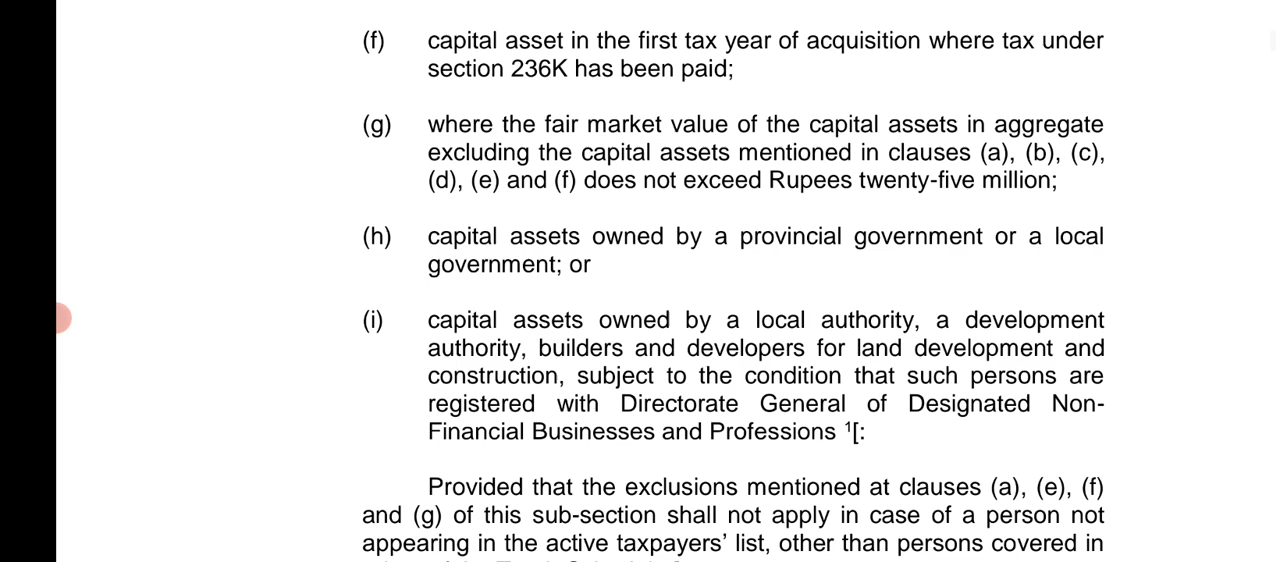 (f) capital asset in the first tax year of acquisition where tax under
section 236K has been paid;
(g) where the fair market value of the capital assets in aggregate
excluding the capital assets mentioned in clauses (a), (b), (c),
(d), (e) and (f) does not exceed Rupees twenty-five million;
(h) capital assets owned by a provincial government or a local
government; or
(i) capital assets owned by a local authority, a development
authority, builders and developers for land development and
construction, subject to the condition that such persons are
registered with Directorate General of Designated Non-
Financial Businesses and Professions ¹[:
Provided that the exclusions mentioned at clauses (a), (e), (f)
and (g) of this sub-section shall not apply in case of a person not
appearing in the active taxpayers’ list, other than persons covered in